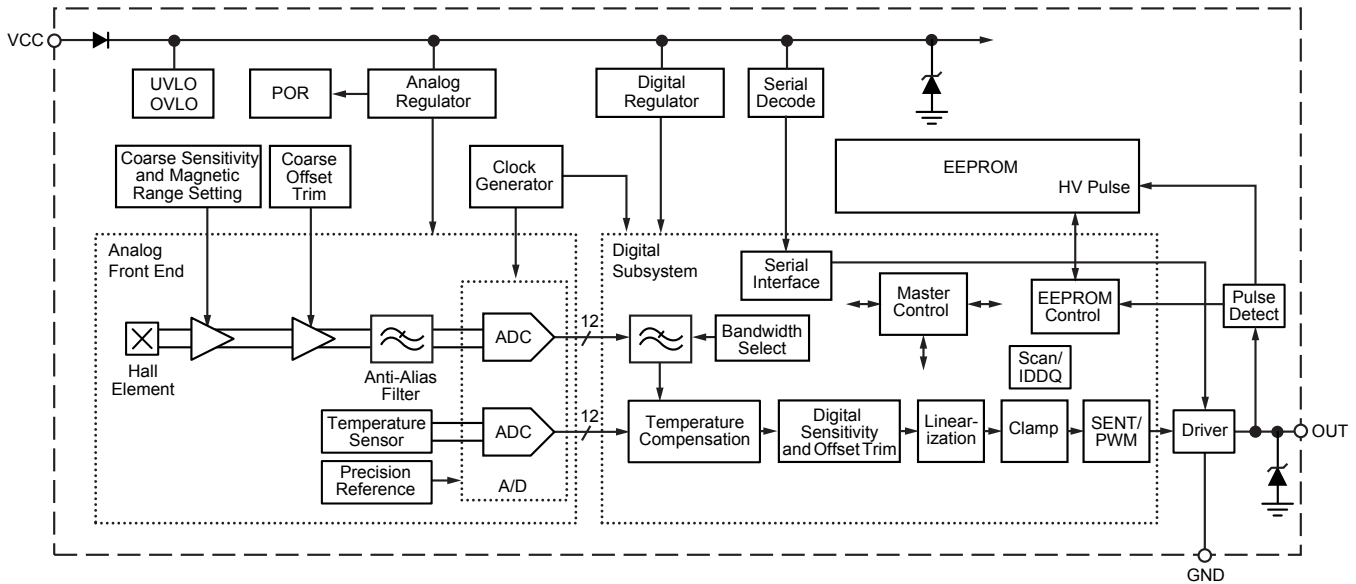 VCC
UVLO
OVLO
POR
Analog
Regulator
Digital
Regulator
Serial
Decode
Coarse Sensitivity
and Magnetic
Range Setting
Coarse
Offset
Trim
Clock
Generator
EEPROM
HV Pulse
Analog
Front End
Digital
Subsystem
Serial
Interface
Master
Control
EEPROM
Control
Pulse
Detect
Hall
Element
Anti-Alias
Filter
ADC
12
Bandwidth
Select
Scan/
IDDQ
Temperature
Sensor
ADC
12
Temperature
Compensation
Digital
Sensitivity
and Offset Trim
Linear-
ization
Clamp
SENT/
PWM
Driver
OUT
Precision
Reference
A/D
GND